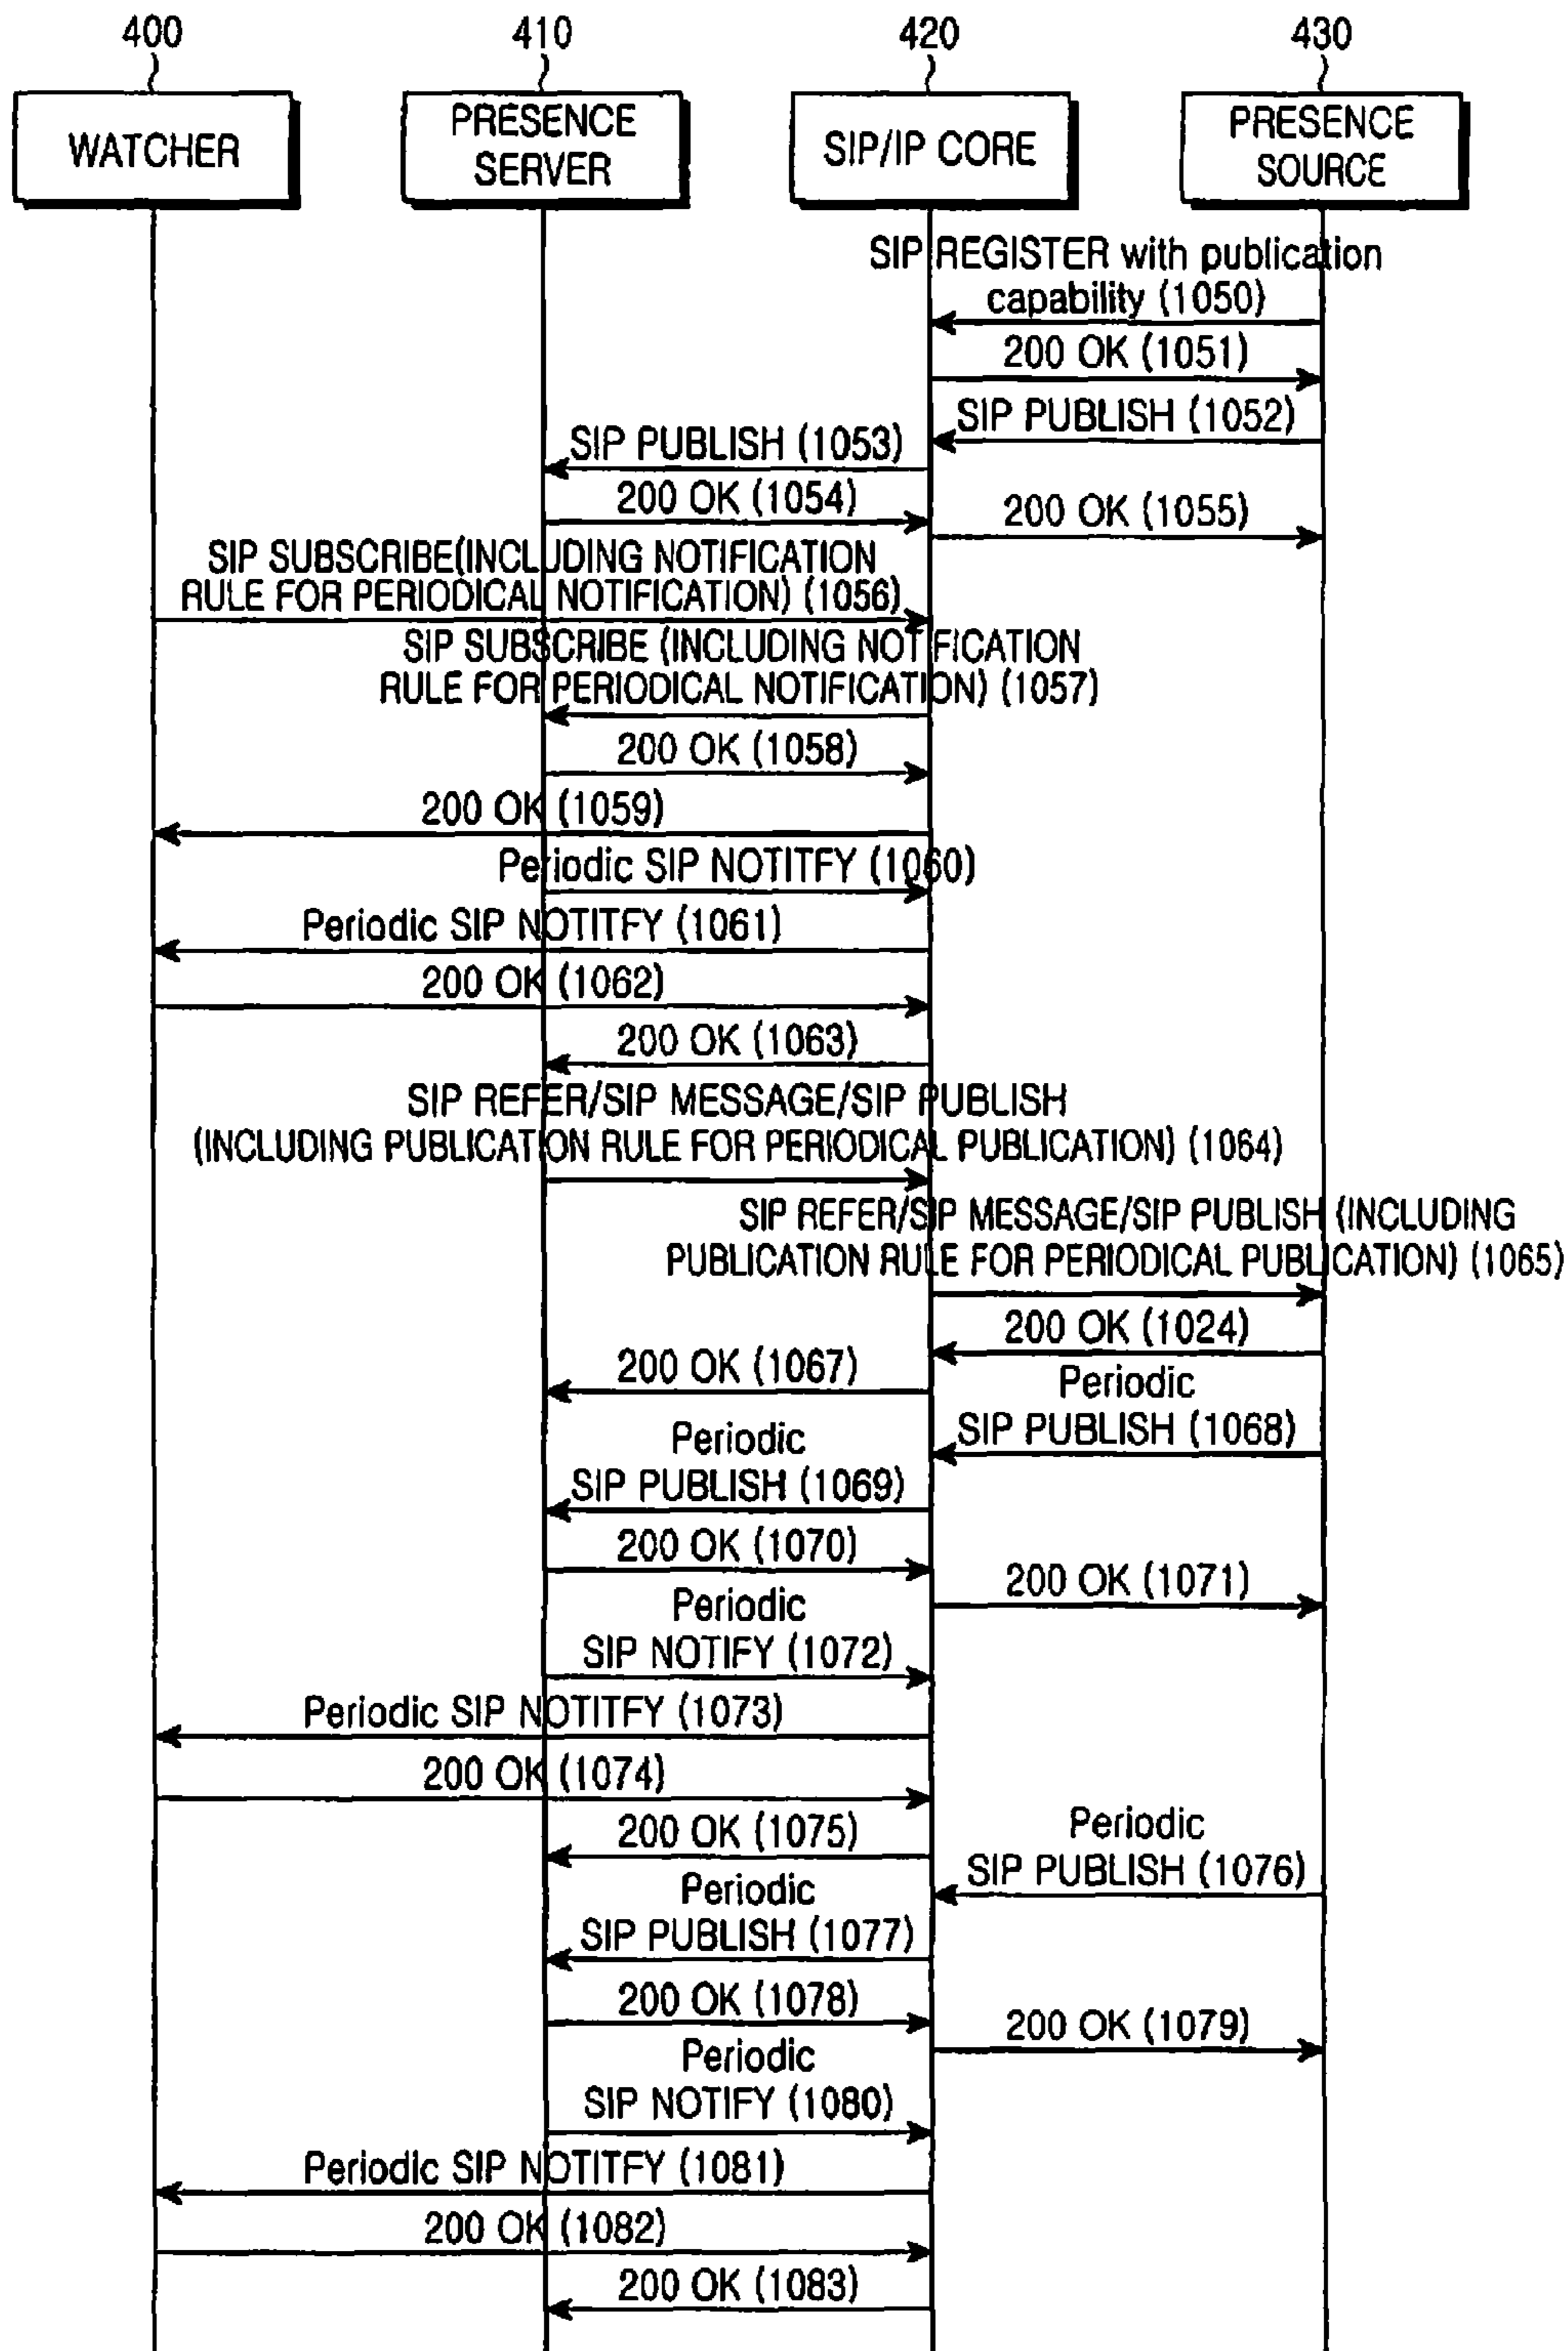 400
410
420
430
WATCHER
PRESENCE
SERVER
SIP/IP CORE
PRESENCE
SOURCE
SIP REGISTER with publication
capability (1050)
200 OK (1051)
SIP PUBLISH (1052)
SIP PUBLISH (1053)
200 OK (1054)
200 OK (1055)
SIP SUBSCRIBE(INCLUDING NOTIFICATION
RULE FOR PERIODICAL NOTIFICATION) (1056)
SIP SUBSCRIBE (INCLUDING NOTIFICATION
RULE FOR PERIODICAL NOTIFICATION) (1057)
200 OK (1058)
200 OK (1059)
Periodic SIP NOTITFY (1060)
Periodic SIP NOTITFY (1061)
200 OK (1062)
200 OK (1063)
SIP REFER/SIP MESSAGE/SIP PUBLISH
(INCLUDING PUBLICATION RULE FOR PERIODICAL PUBLICATION) (1064)
SIP REFER/SIP MESSAGE/SIP PUBLISH (INCLUDING
PUBLICATION RULE FOR PERIODICAL PUBLICATION) (1065)
200 OK (1024)
200 OK (1067)
Periodic
SIP PUBLISH (1068)
Periodic
SIP PUBLISH (1069)
200 OK (1070)
200 OK (1071)
Periodic
SIP NOTIFY (1072)
Periodic SIP NOTITFY (1073)
200 OK (1074)
200 OK (1075)
Periodic
SIP PUBLISH (1076)
Periodic
SIP PUBLISH (1077)
200 OK (1078)
200 OK (1079)
Periodic
SIP NOTIFY (1080)
Periodic SIP NOTITFY (1081)
200 OK (1082)
200 OK (1083)